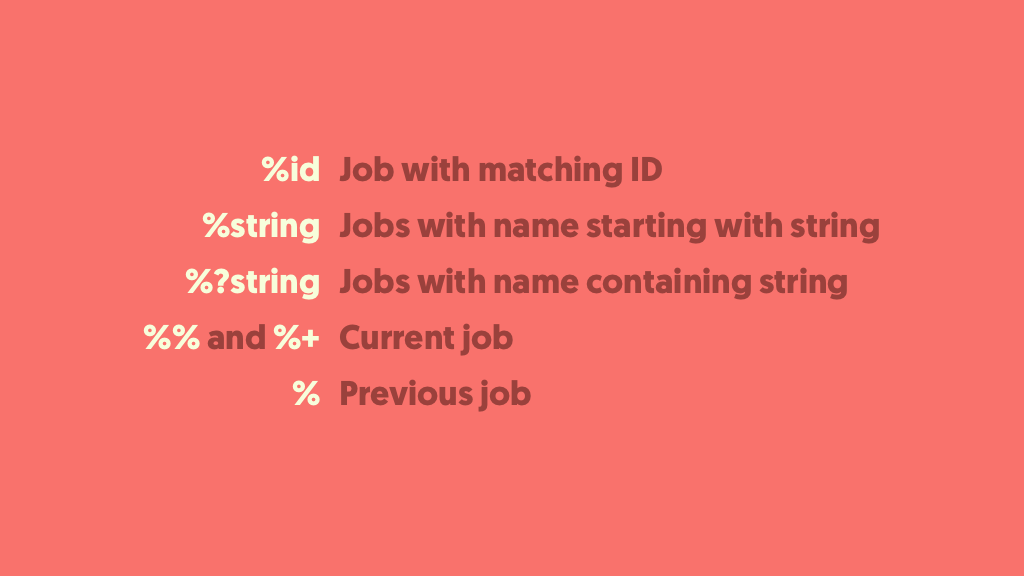 %id Job with matching ID
%string Jobs with name starting with string
%?string Jobs with name containing string
%% and %+ Current job
% Previous job